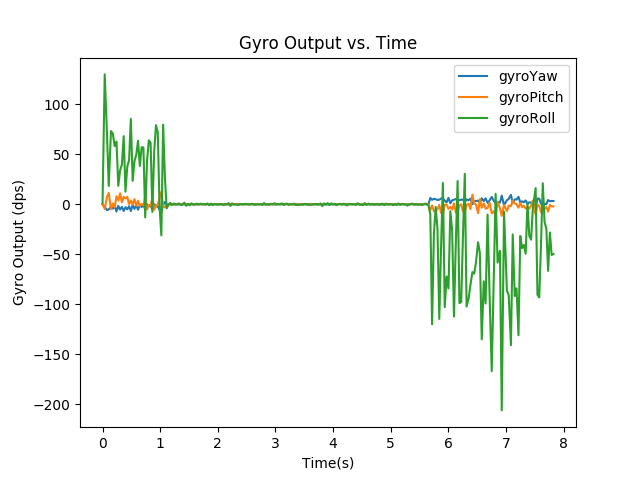 Gyro Output vs. Time
gyroYaw
gyroPitch
gyroRoll
Gyro Output (dps)
100
50
0
−50
−100
−150
−200
0 1 2 3 4 5 6 7 8
Time(s)